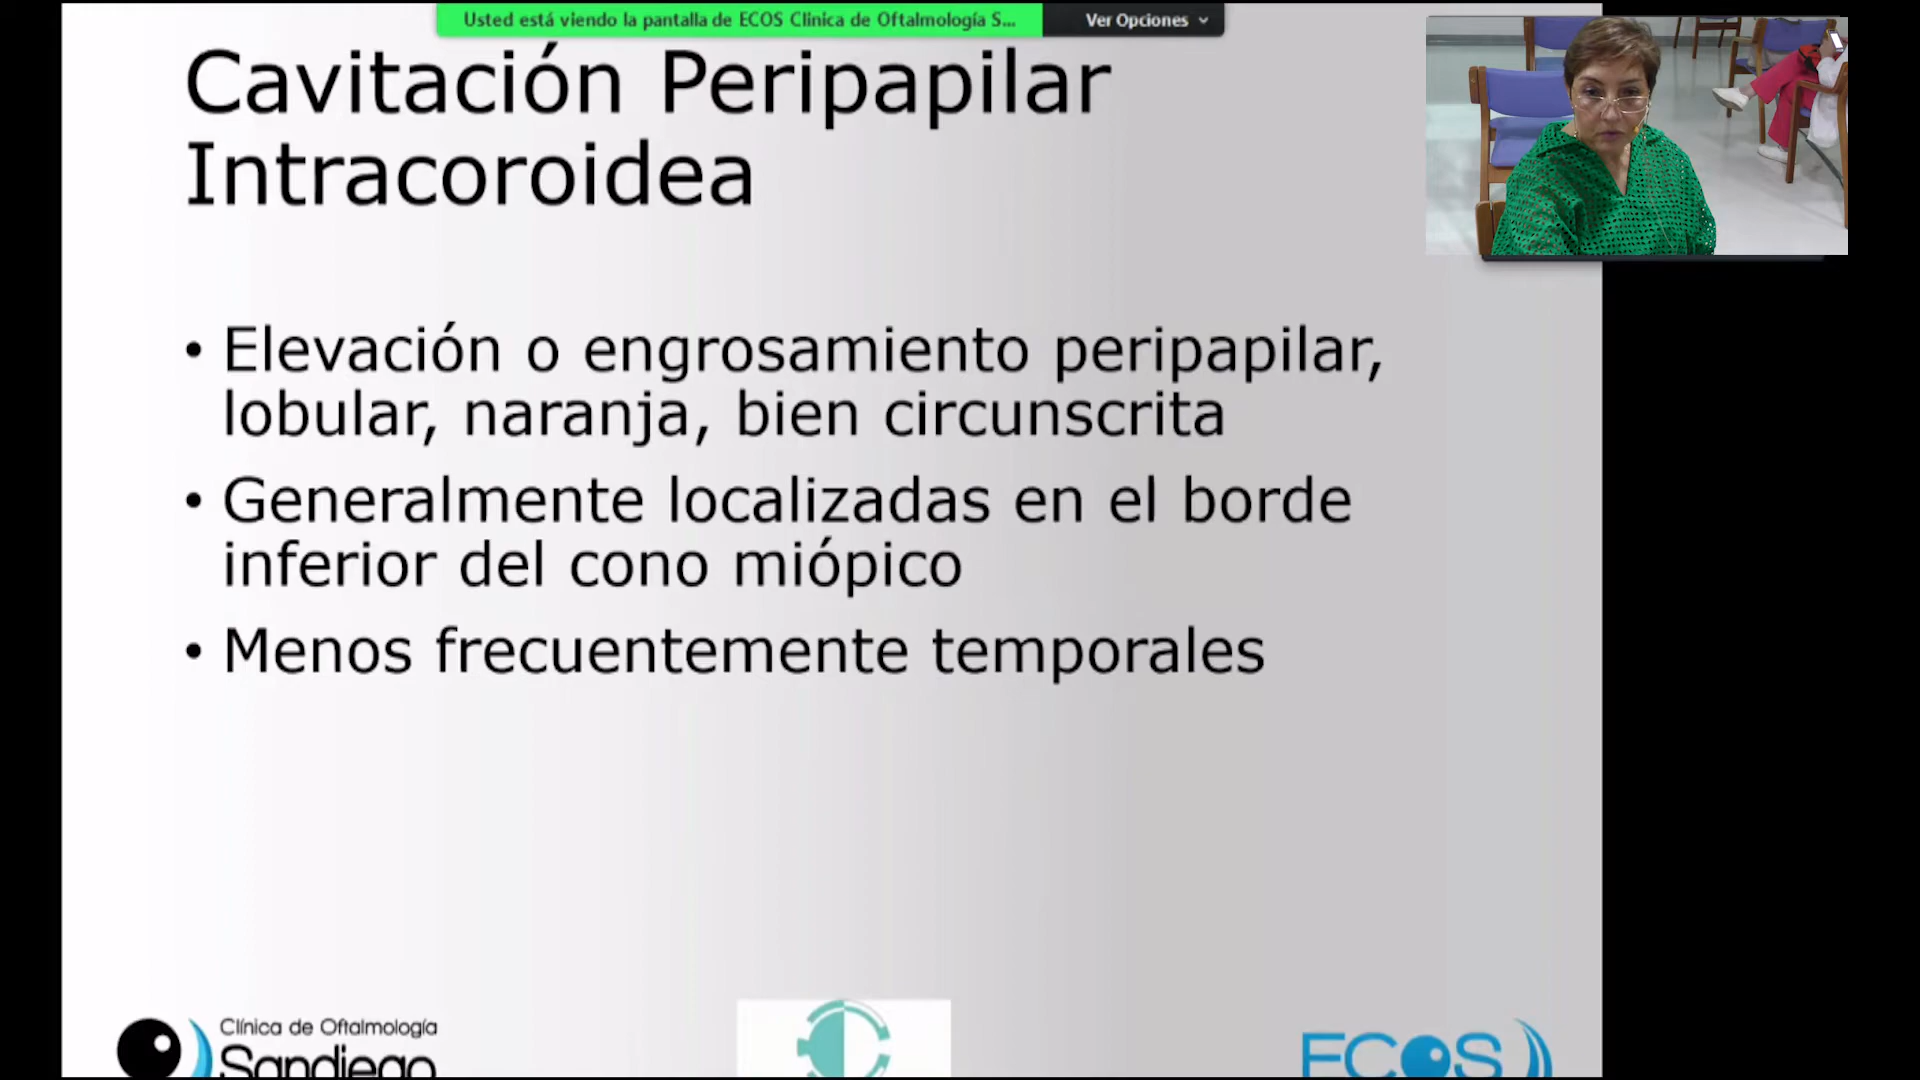 Usted está viendo la pantalla de ECOS Clinica de Oftalmología S...
Ver Opciones
Cavitación Peripapilar
Intracoroidea
• Elevación o engrosamiento peripapilar,
lobular, naranja, bien circunscrita
• Generalmente localizadas en el borde
inferior del cono miópico
• Menos frecuentemente temporales
Clínica de Oftalmología
Sandiego
ECOS